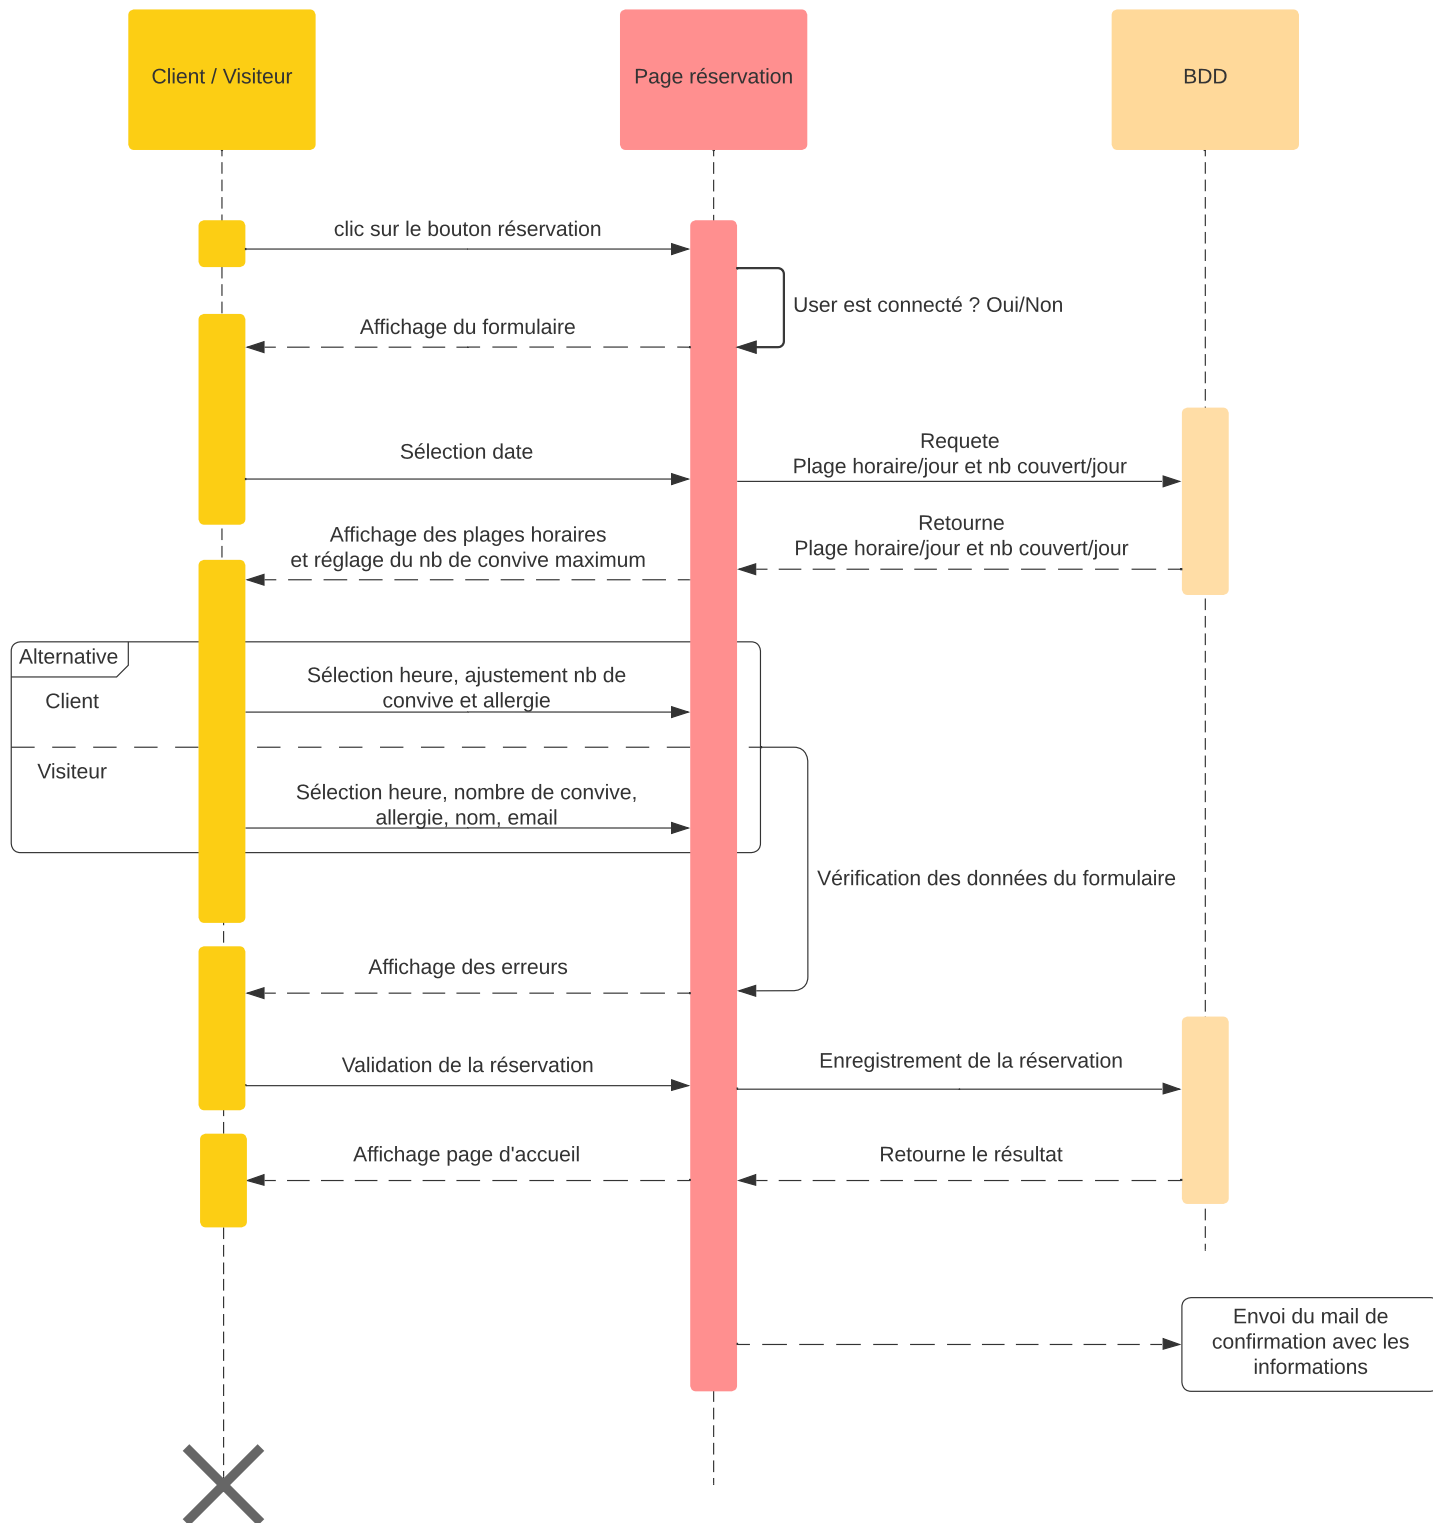 Client / Visiteur
Page réservation
BDD
clic sur le bouton réservation
User est connecté ? Oui/Non
Affichage du formulaire
Sélection date
Requete
Plage horaire/jour et nb couvert/jour
Retourne
Plage horaire/jour et nb couvert/jour
Affichage des plages horaires
et réglage du nb de convive maximum
Alternative
Client
Sélection heure, ajustement nb de
convive et allergie
Visiteur
Sélection heure, nombre de convive,
allergie, nom, email
Vérification des données du formulaire
Affichage des erreurs
Validation de la réservation
Enregistrement de la réservation
Affichage page d'accueil
Retourne le résultat
Envoi du mail de
confirmation avec les
informations